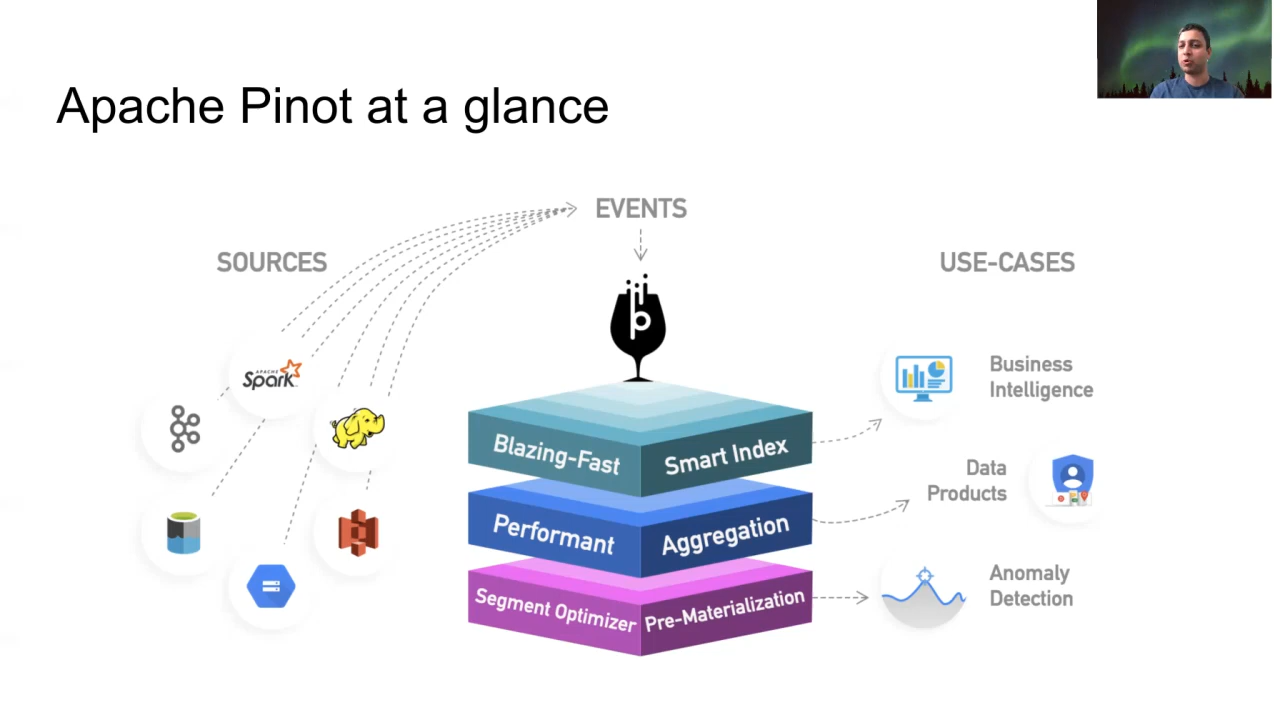 Apache Pinot at a glance
EVENTS
SOURCES
USE-CASES
APACHE
Spark
Blazing-Fast
Smart Index
Performant
Aggregation
Segment Optimizer
Pre-Materialization
Business
Intelligence
Data
Products
Anomaly
Detection